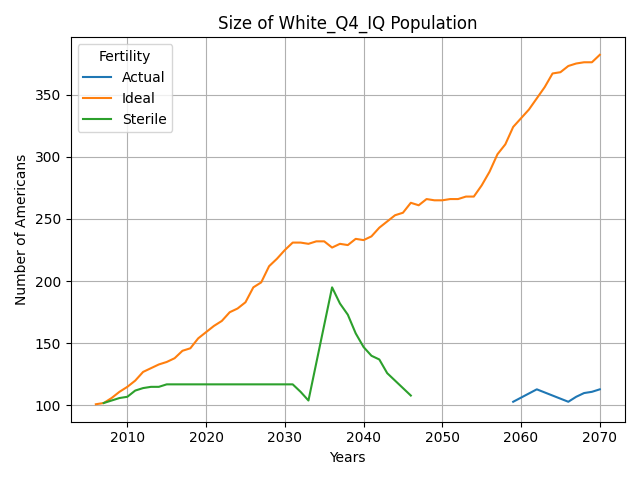 Size of White_Q4_IQ Population
Fertility
Actual
Ideal
Sterile
Number of Americans
350
300
250
200
150
100
2010 2020 2030 2040 2050 2060 2070
Years